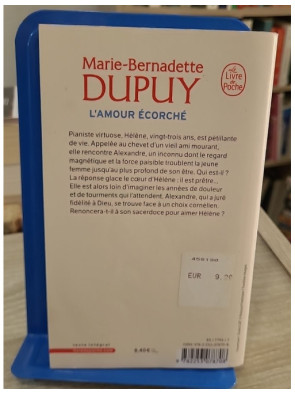 Marie-Bernadette
DUPUY
Le
Livre
de
Poche
L'AMOUR ÉCORCHÉ
Pianiste virtuose, Hélène, vingt-trois ans, est pétillante
de vie. Appelée au chevet d'un vieil ami mourant,
elle rencontre Alexandre, un inconnu dont le regard
magnétique et la force paisible troublent la jeune
femme jusqu'au plus profond de son être. Qui est-il ?
La réponse glace le cœur d'Hélène : il est prêtre...
Elle est alors loin d'imaginer les années de douleur
et de tourments qui l'attendent. Alexandre, qui a juré
fidélité à Dieu, se trouve face à un choix cornélien.
Renoncera-t-il à son sacerdoce pour aimer Hélène ?
EUR
texte intégral